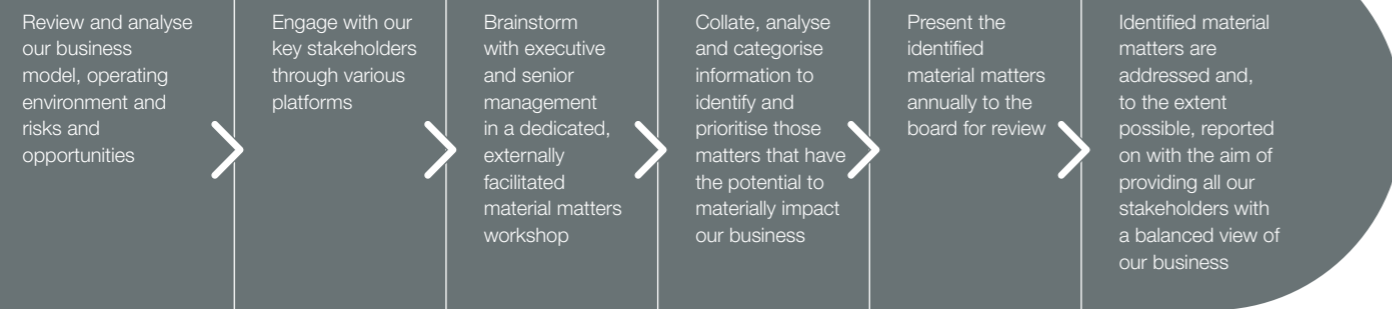 Review and analyse
our business
model, operating
environment and
risks and
opportunities
Engage with our
key stakeholders
through various
platforms
Brainstorm
with executive
and senior
management
in a dedicated,
externally
facilitated
material matters
workshop
Collate, analyse
and categorise
information to
identify and
prioritise those
matters that have
the potential to
materially impact
our business
Present the
identified
material matters
annually to the
board for review
Identified material
matters are
addressed and,
to the extent
possible, reported
on with the aim of
providing all our
stakeholders with
a balanced view of
our business